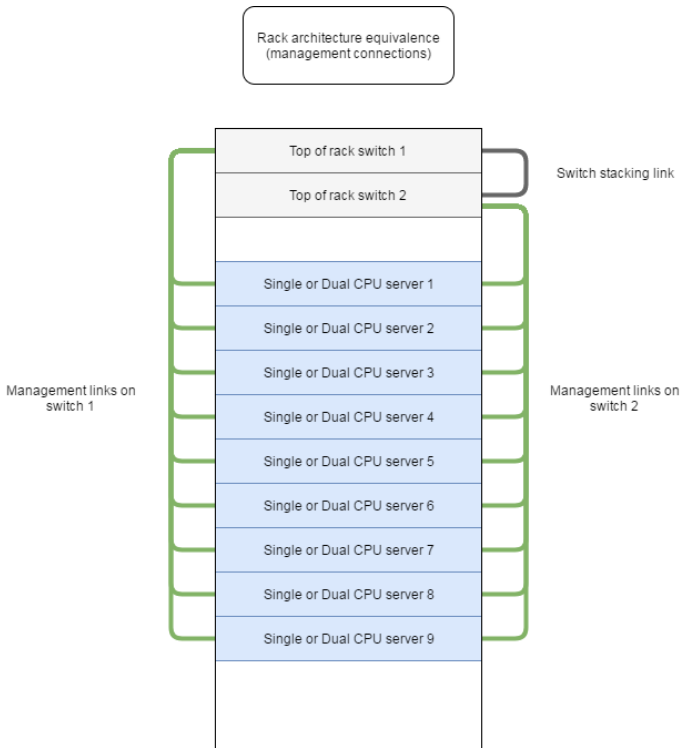 Rack architecture equivalence
(management connections)
Top of rack switch 1
Switch stacking link
Top of rack switch 2
Single or Dual CPU server 1
Single or Dual CPU server 2
Single or Dual CPU server 3
Management links on
switch 1
Management links on
switch 2
Single or Dual CPU server 4
Single or Dual CPU server 5
Single or Dual CPU server 6
Single or Dual CPU server 7
Single or Dual CPU server 8
Single or Dual CPU server 9